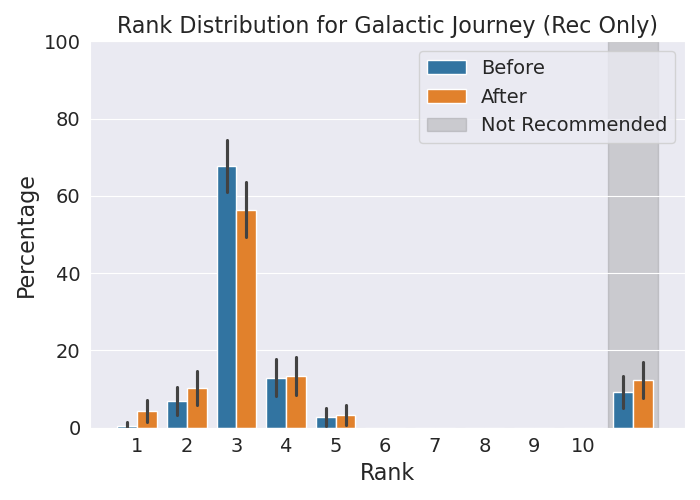 Rank Distribution for Galactic Journey (Rec Only)
100
80
60
40
20
0
Percentage
Before
After
Not Recommended
1 2 3 4 5 6 7 8 9 10
Rank